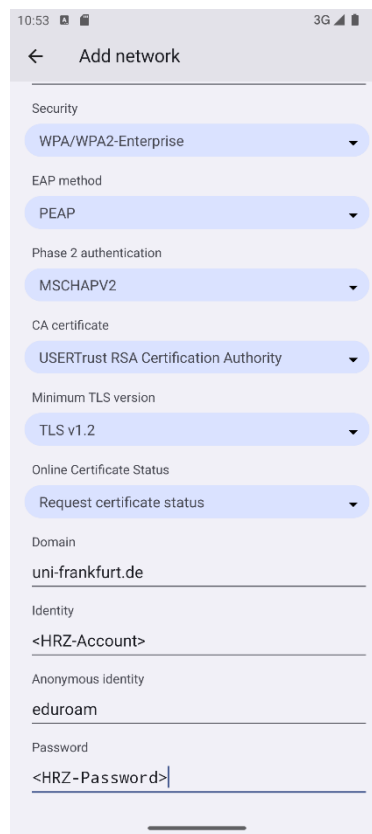 10:53 3G
Add network
Security
WPA/WPA2-Enterprise
EAP method
PEAP
Phase 2 authentication
MSCHAPV2
CA certificate
USERTrust RSA Certification Authority
Minimum TLS version
TLS v1.2
Online Certificate Status
Request certificate status
Domain
uni-frankfurt.de
Identity
<HRZ-Account>
Anonymous identity
eduroam
Password
<HRZ-Password>